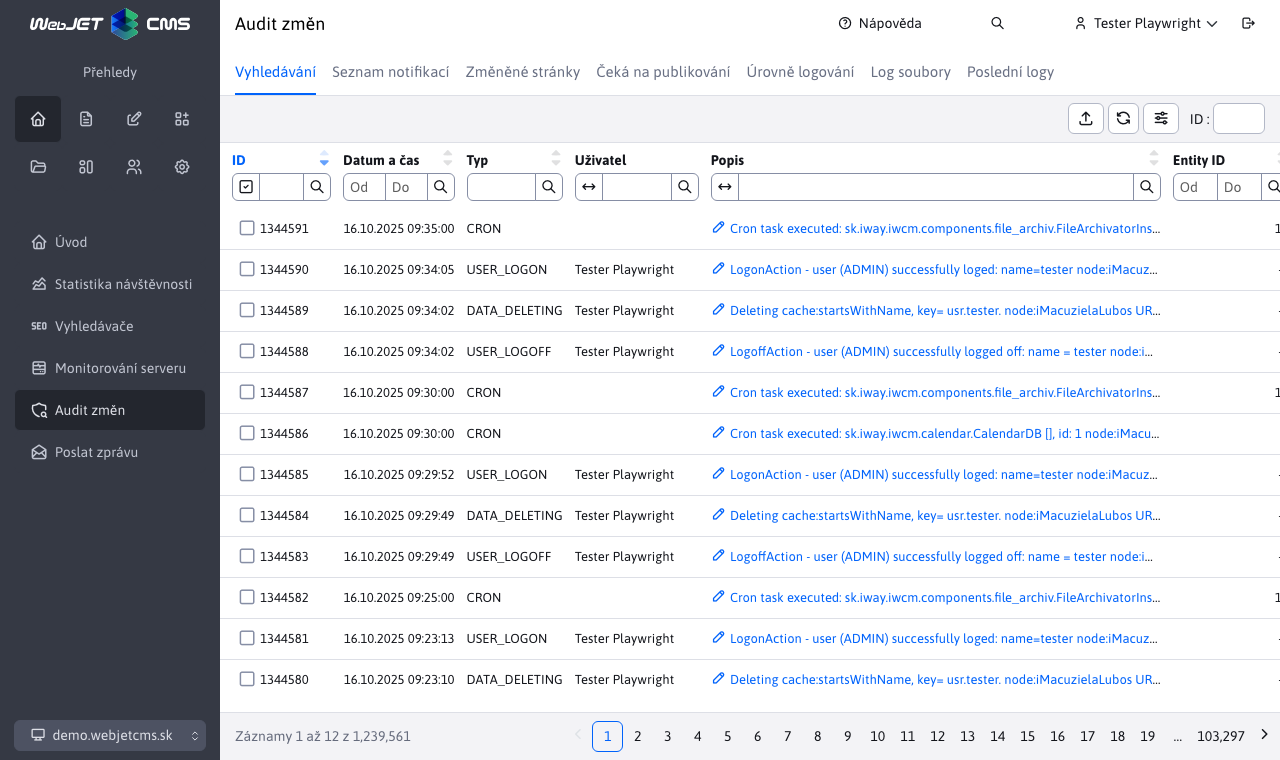 WebJET CMS
Audit změn
Nápověda
Tester Playwright
Přehledy
Vyhledávání Seznam notifikací Změněné stránky Čeká na publikování Úrovně logování Log soubory Poslední logy
ID :
ID Datum a čas Typ Uživatel Popis Entity ID
Od Do Od Do
1344591 16.10.2025 09:35:00 CRON Cron task executed: sk.iway.iwcm.components.file_archiv.FileArchivatorIns...
1344590 16.10.2025 09:34:05 USER_LOGON Tester Playwright LogonAction - user (ADMIN) successfully loged: name=tester node:iMacuz...
1344589 16.10.2025 09:34:02 DATA_DELETING Tester Playwright Deleting cache:startsWithName, key= usr.tester. node:iMacuzielaLubos UR...
1344588 16.10.2025 09:34:02 USER_LOGOFF Tester Playwright LogoffAction - user (ADMIN) successfully logged off: name = tester node:i...
1344587 16.10.2025 09:30:00 CRON Cron task executed: sk.iway.iwcm.components.file_archiv.FileArchivatorIns...
1344586 16.10.2025 09:30:00 CRON Cron task executed: sk.iway.iwcm.calendar.CalendarDB [], id: 1 node:iMacu...
1344585 16.10.2025 09:29:52 USER_LOGON Tester Playwright LogonAction - user (ADMIN) successfully loged: name=tester node:iMacuz...
1344584 16.10.2025 09:29:49 DATA_DELETING Tester Playwright Deleting cache:startsWithName, key= usr.tester. node:iMacuzielaLubos UR...
1344583 16.10.2025 09:29:49 USER_LOGOFF Tester Playwright LogoffAction - user (ADMIN) successfully logged off: name = tester node:i...
1344582 16.10.2025 09:25:00 CRON Cron task executed: sk.iway.iwcm.components.file_archiv.FileArchivatorIns...
1344581 16.10.2025 09:23:13 USER_LOGON Tester Playwright LogonAction - user (ADMIN) successfully loged: name=tester node:iMacuz...
1344580 16.10.2025 09:23:10 DATA_DELETING Tester Playwright Deleting cache:startsWithName, key= usr.tester. node:iMacuzielaLubos UR...
Úvod
Statistika návštěvnosti
SEO Vyhledávače
Monitorování serveru
Audit změn
Poslat zprávu
demo.webjetcms.sk
Záznamy 1 až 12 z 1,239,561
1 2 3 4 5 6 7 8 9 10 11 12 13 14 15 16 17 18 19 ... 103,297